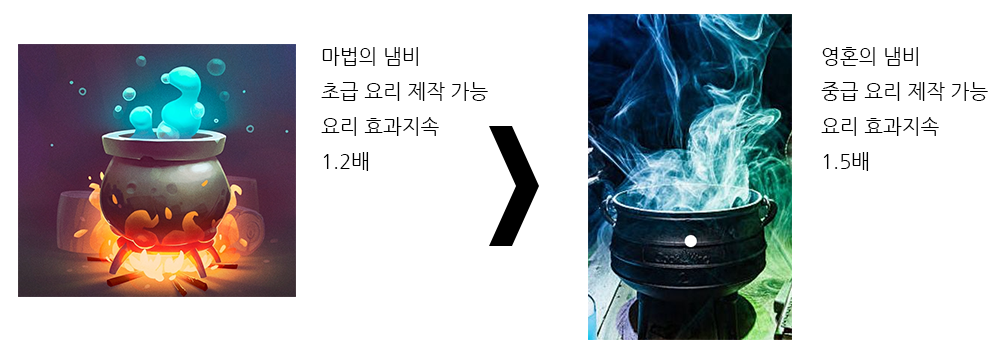 마법의 냄비
초급 요리 제작 가능
요리 효과지속
1.2배
영혼의 냄비
중급 요리 제작 가능
요리 효과지속
1.5배